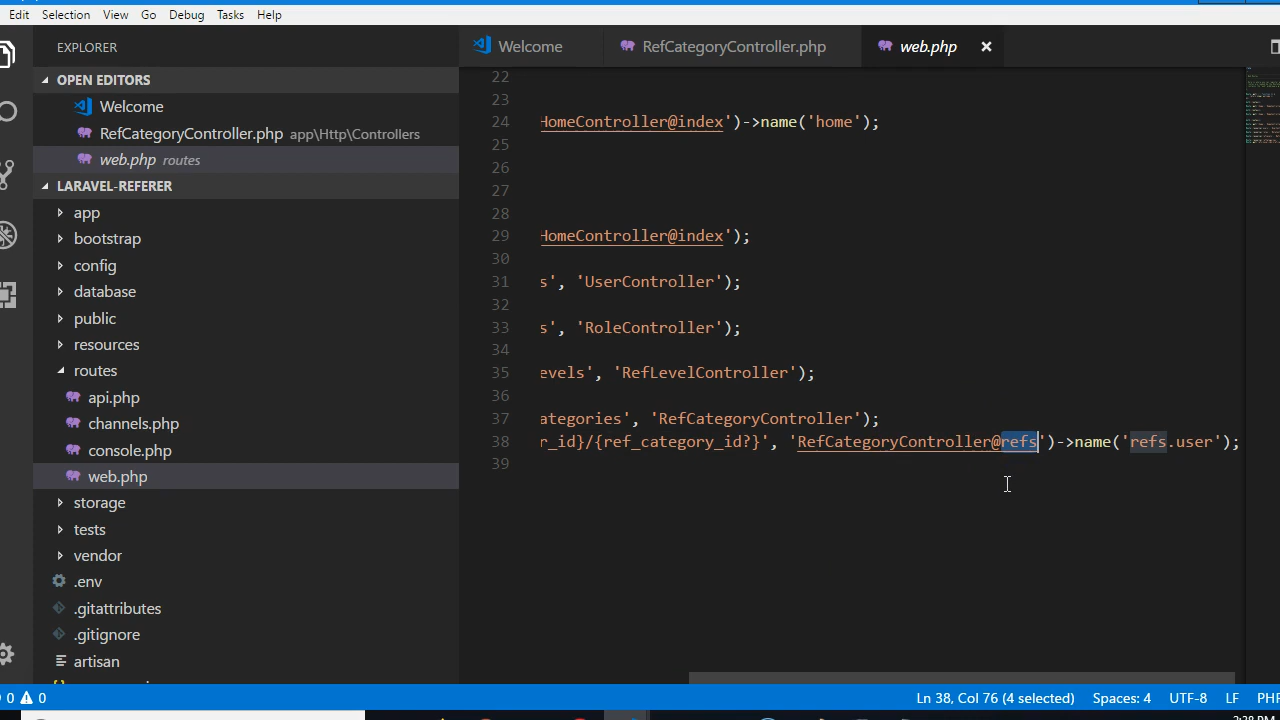 Edit Selection View Go Debug Tasks Help
EXPLORER
OPEN EDITORS
Welcome
RefCategoryController.php app\Http\Controllers
web.php routes
LARAVEL-REFERER
app
bootstrap
config
database
public
resources
routes
api.php
channels.php
console.php
web.php
storage
tests
vendor
.env
.gitattributes
.gitignore
artisan
Welcome RefCategoryController.php web.php
22
23
24 HomeController@index')->name('home');
25
26
27
28
29 HomeController@index');
30
31 s', 'UserController');
32
33 s', 'RoleController');
34
35 evels', 'RefLevelController');
36
37 ategories', 'RefCategoryController');
38 r_id}/{ref_category_id?}', 'RefCategoryController@refs')->name('refs.user');
39
0 0 Ln 38, Col 76 (4 selected) Spaces: 4 UTF-8 LF PHP